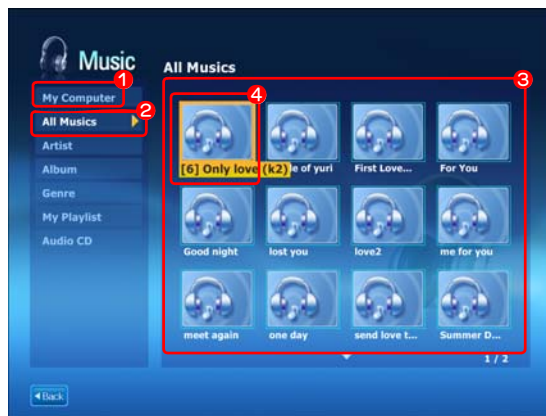 Music
All Musics
1
My Computer
2
All Musics
Artist
Album
Genre
My Playlist
Audio CD
3
4
[6] Only love (k2)
e of yuri
First Love...
For You
Good night
lost you
love2
me for you
meet again
one day
send love t...
Summer D...
1 / 2
Back